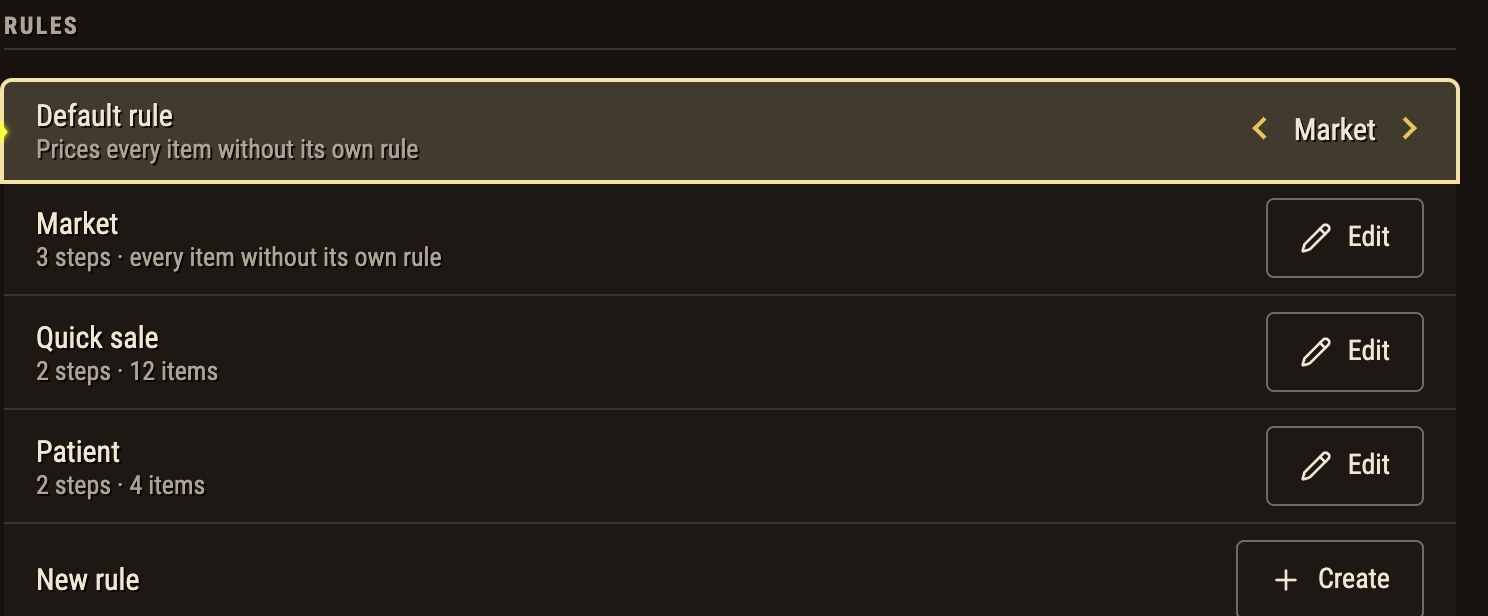 RULES
Default rule
Prices every item without its own rule
Market
Market
3 steps · every item without its own rule
Edit
Quick sale
2 steps · 12 items
Edit
Patient
2 steps · 4 items
Edit
New rule
Create